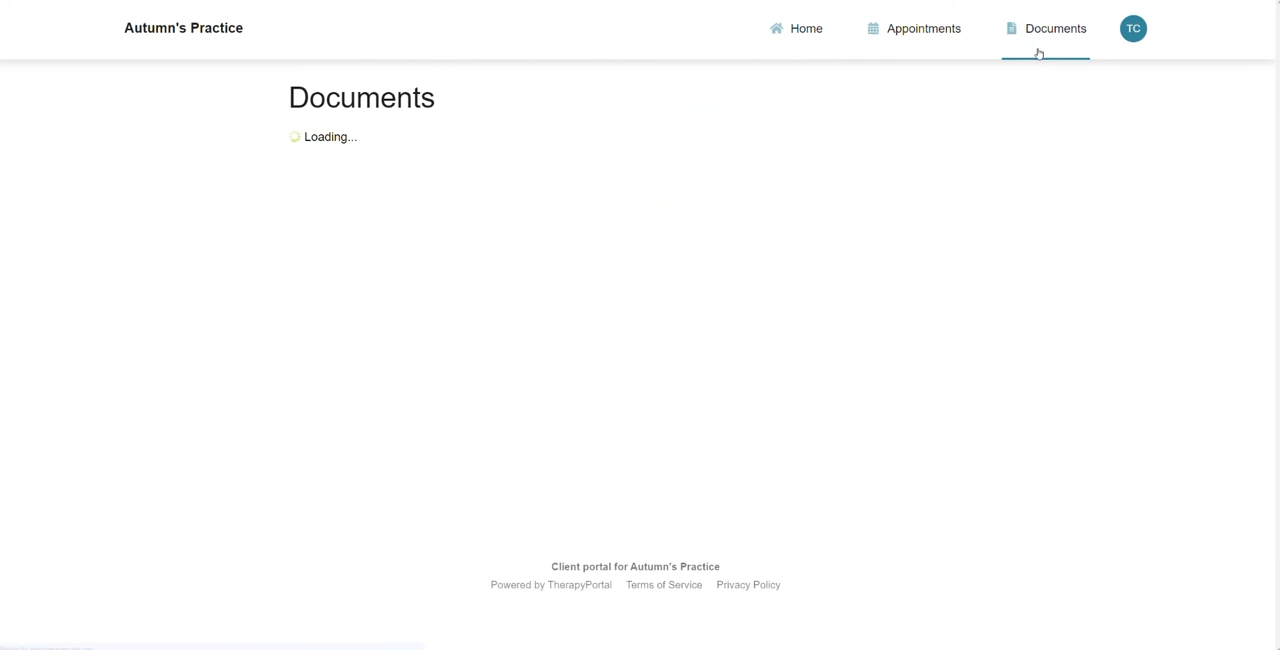 Autumn's Practice
Home
Appointments
Documents
TC
Documents
Loading...
Client portal for Autumn's Practice
Powered by TherapyPortal Terms of Service Privacy Policy